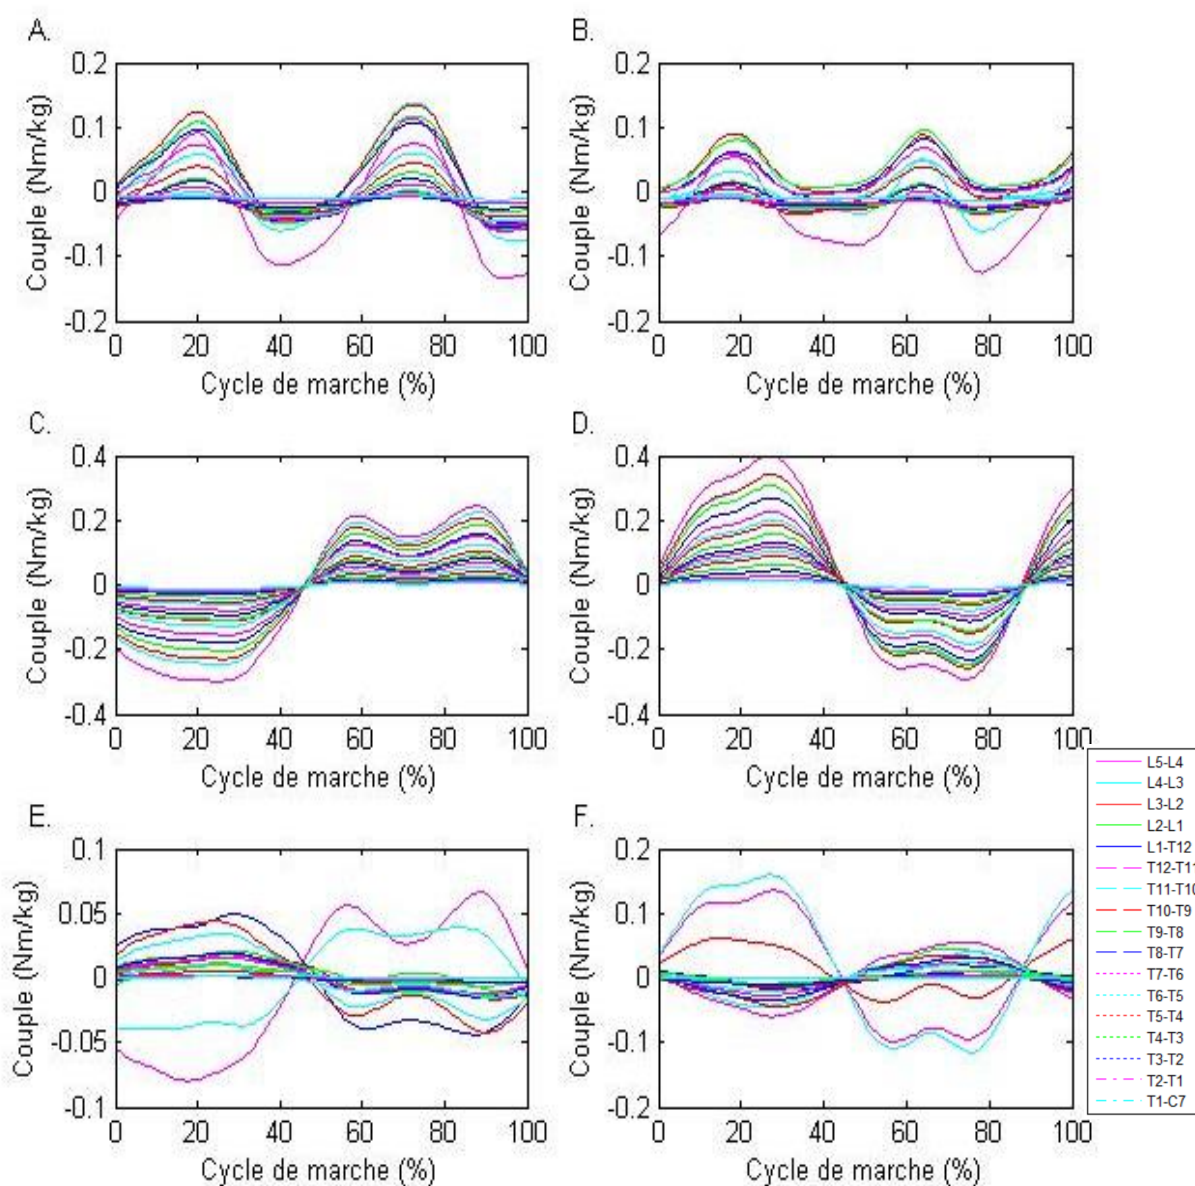 A.
B.
Couple (Nm/kg)
0.2
0.1
0
-0.1
-0.2
0 20 40 60 80 100
Cycle de marche (%)
Couple (Nm/kg)
0.2
0.1
0
-0.1
-0.2
0 20 40 60 80 100
Cycle de marche (%)
C.
D.
Couple (Nm/kg)
0.4
0.2
0
-0.2
-0.4
0 20 40 60 80 100
Cycle de marche (%)
Couple (Nm/kg)
0.4
0.2
0
-0.2
-0.4
0 20 40 60 80 100
Cycle de marche (%)
E.
F.
Couple (Nm/kg)
0.1
0.05
0
-0.05
-0.1
0 20 40 60 80 100
Cycle de marche (%)
Couple (Nm/kg)
0.2
0.1
0
-0.1
-0.2
0 20 40 60 80 100
Cycle de marche (%)
L5-L4
L4-L3
L3-L2
L2-L1
L1-T12
T12-T11
T11-T10
T10-T9
T9-T8
T8-T7
T7-T6
T6-T5
T5-T4
T4-T3
T3-T2
T2-T1
T1-C7